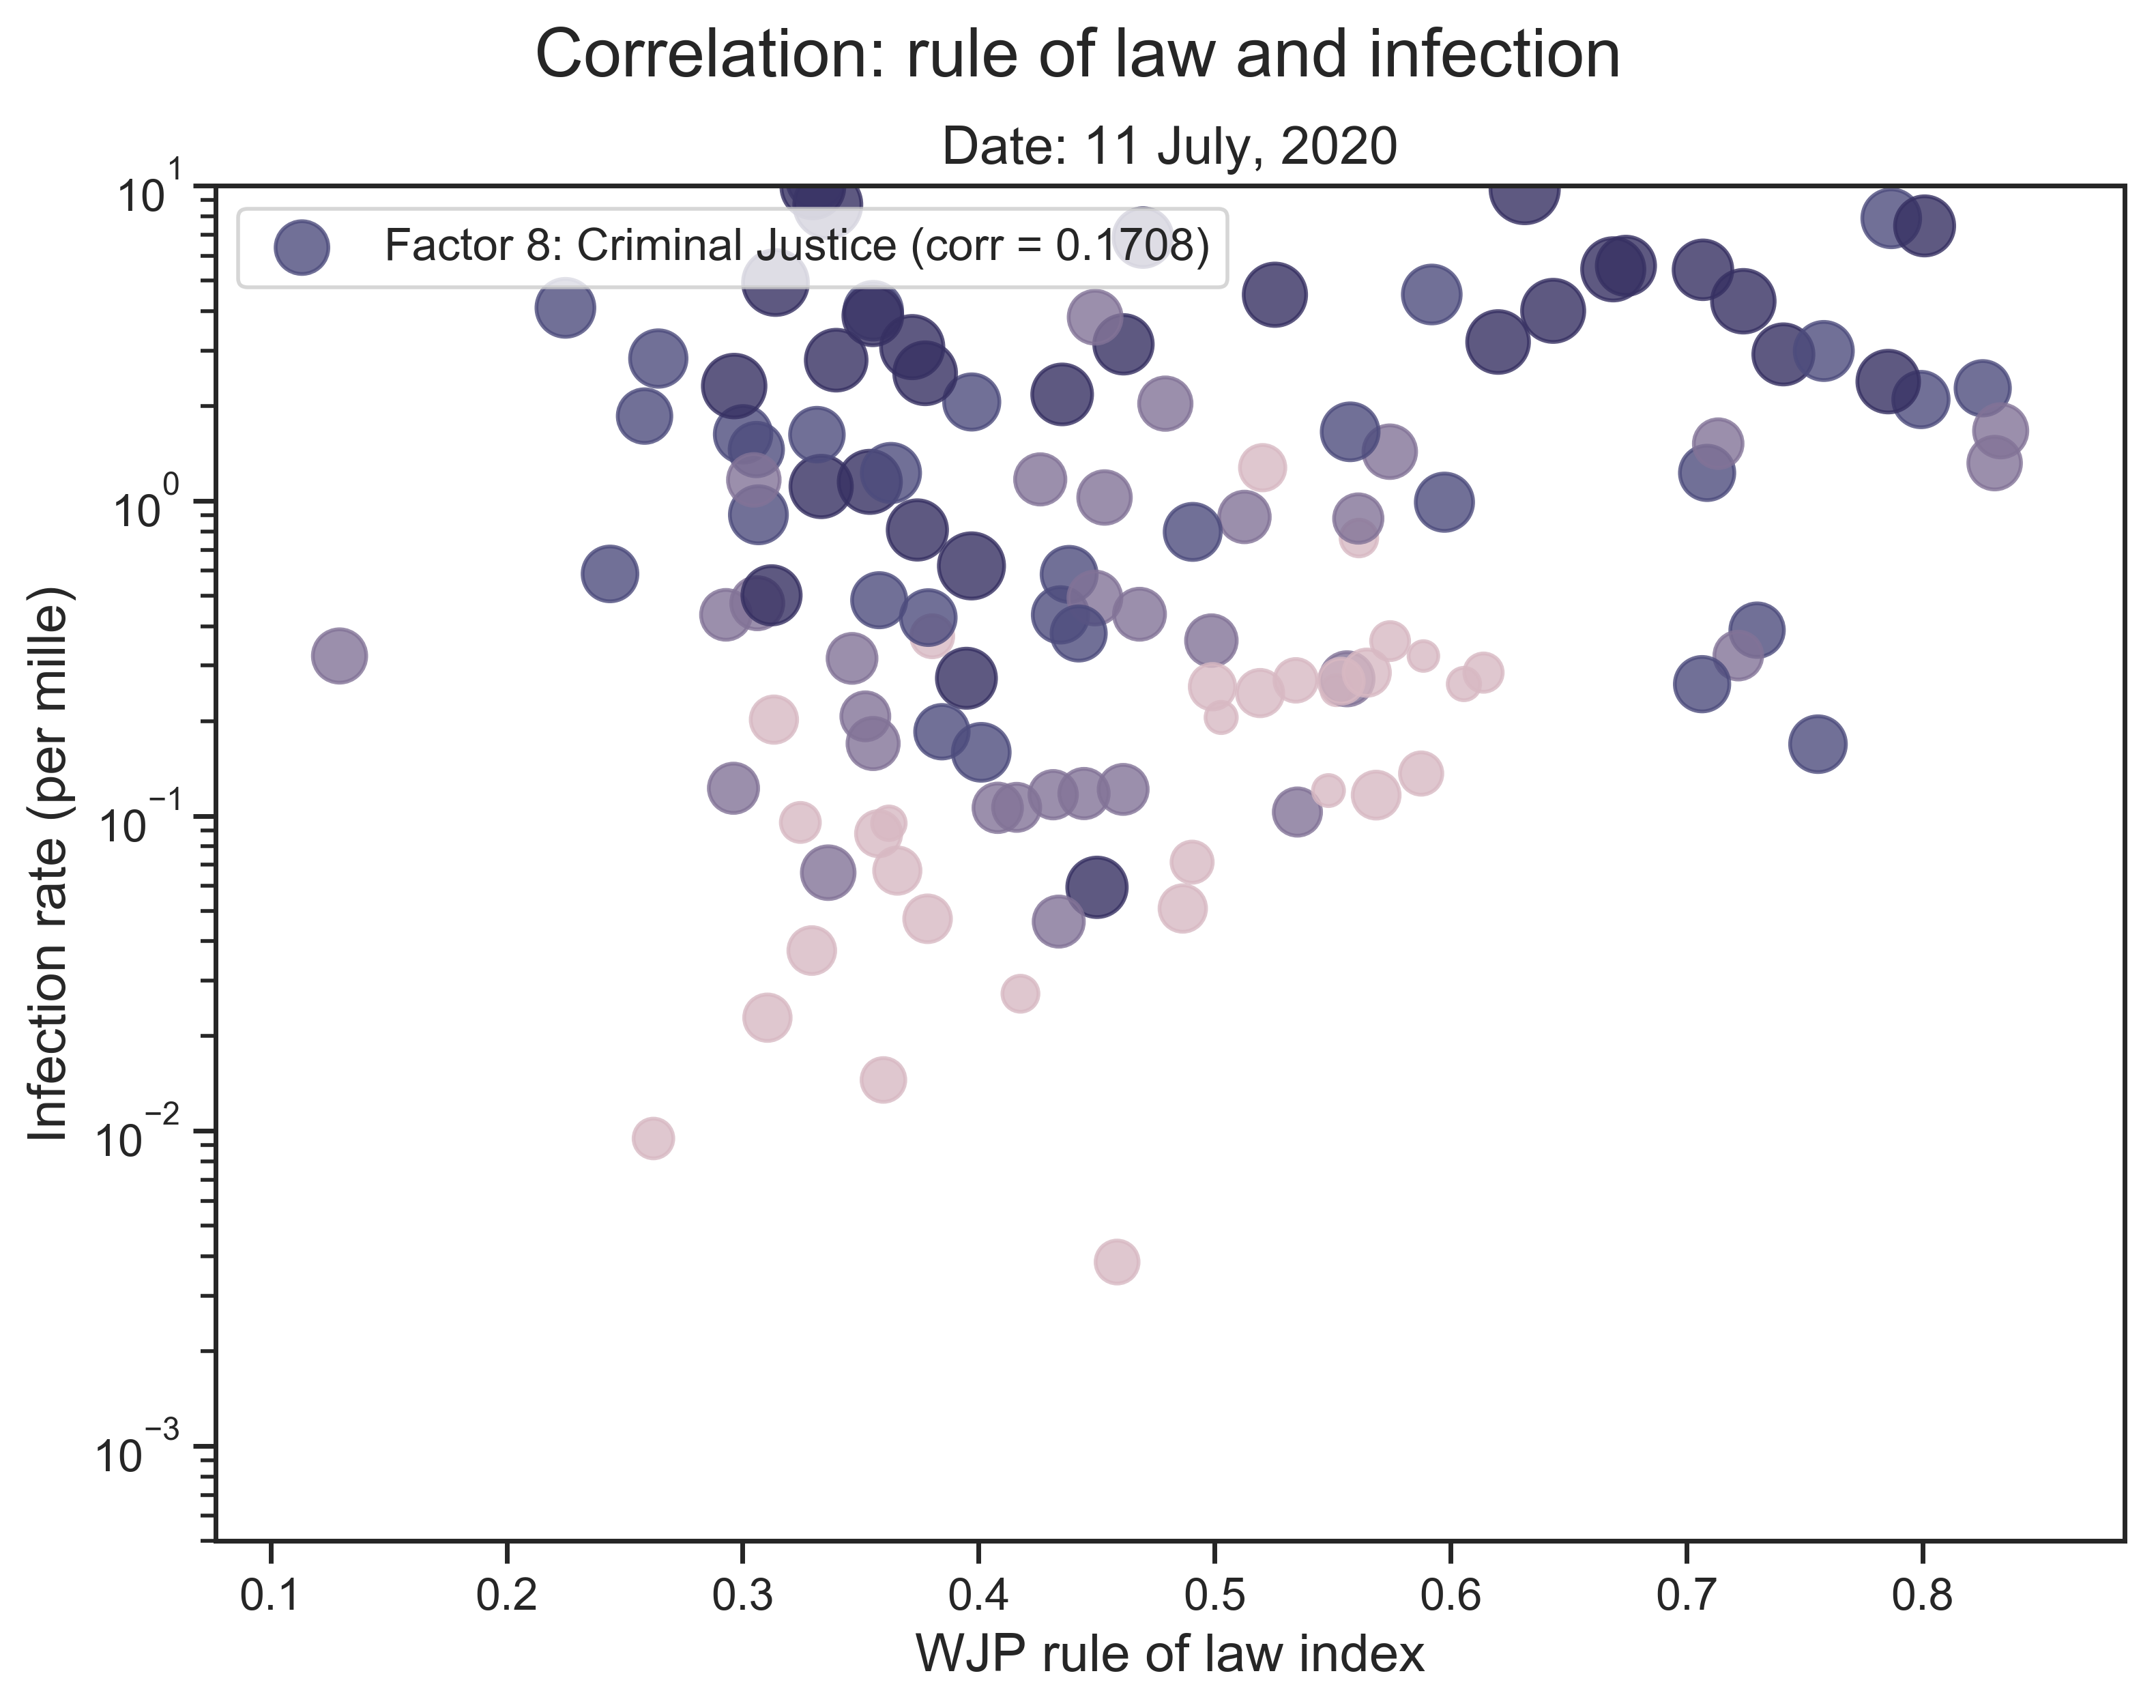 Correlation: rule of law and infection
Date: 11 July, 2020
Factor 8: Criminal Justice (corr = 0.1708)
Infection rate (per mille)
10^1
10^0
10^−1
10^−2
10^−3
0.1 0.2 0.3 0.4 0.5 0.6 0.7 0.8
WJP rule of law index